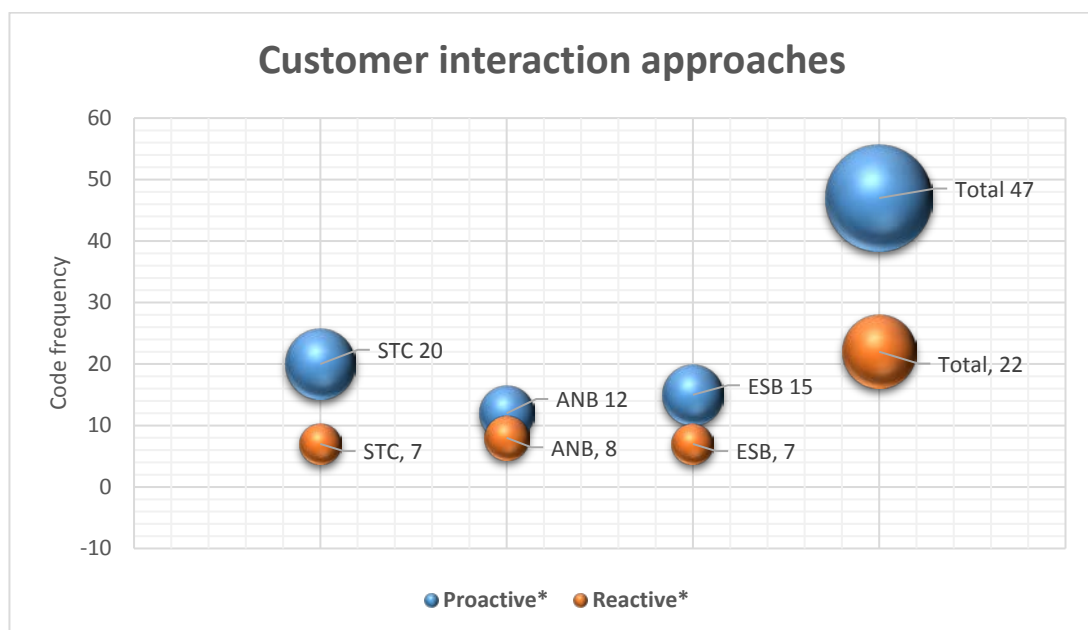 Customer interaction approaches
60
50
40
30
20
10
0
-10
Code frequency
Total 47
STC 20
Total, 22
ANB 12
ESB 15
STC, 7
ANB, 8
ESB, 7
Proactive* Reactive*